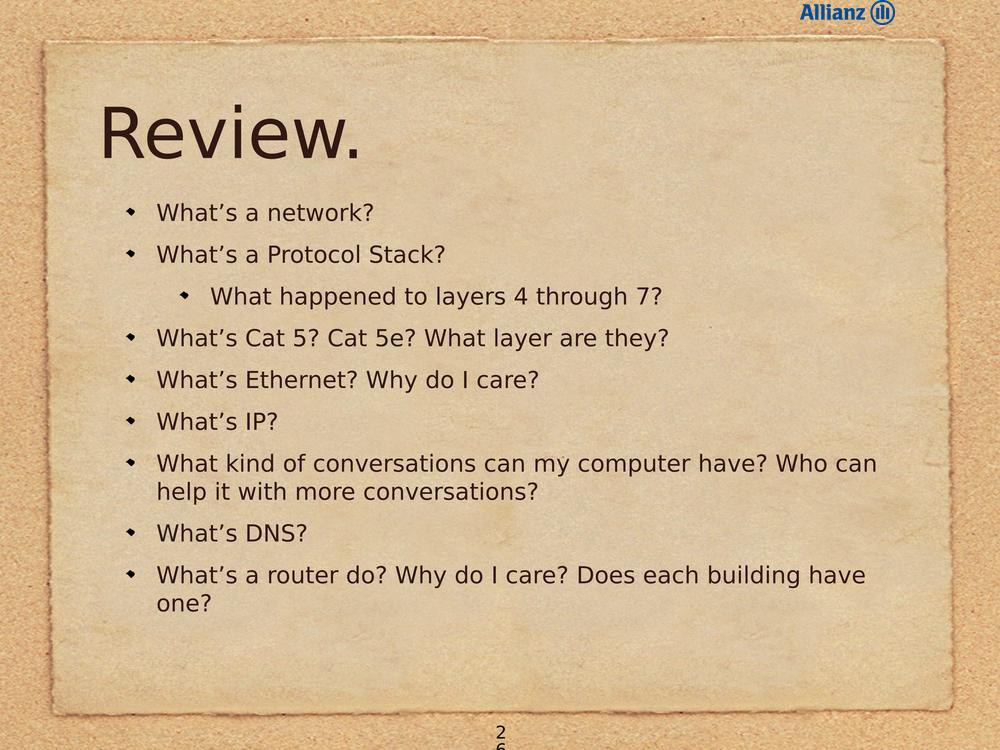 Allianz
Review.
What’s a network?
What’s a Protocol Stack?
What happened to layers 4 through 7?
What’s Cat 5? Cat 5e? What layer are they?
What’s Ethernet? Why do I care?
What’s IP?
What kind of conversations can my computer have? Who can
help it with more conversations?
What’s DNS?
What’s a router do? Why do I care? Does each building have
one?
2
6